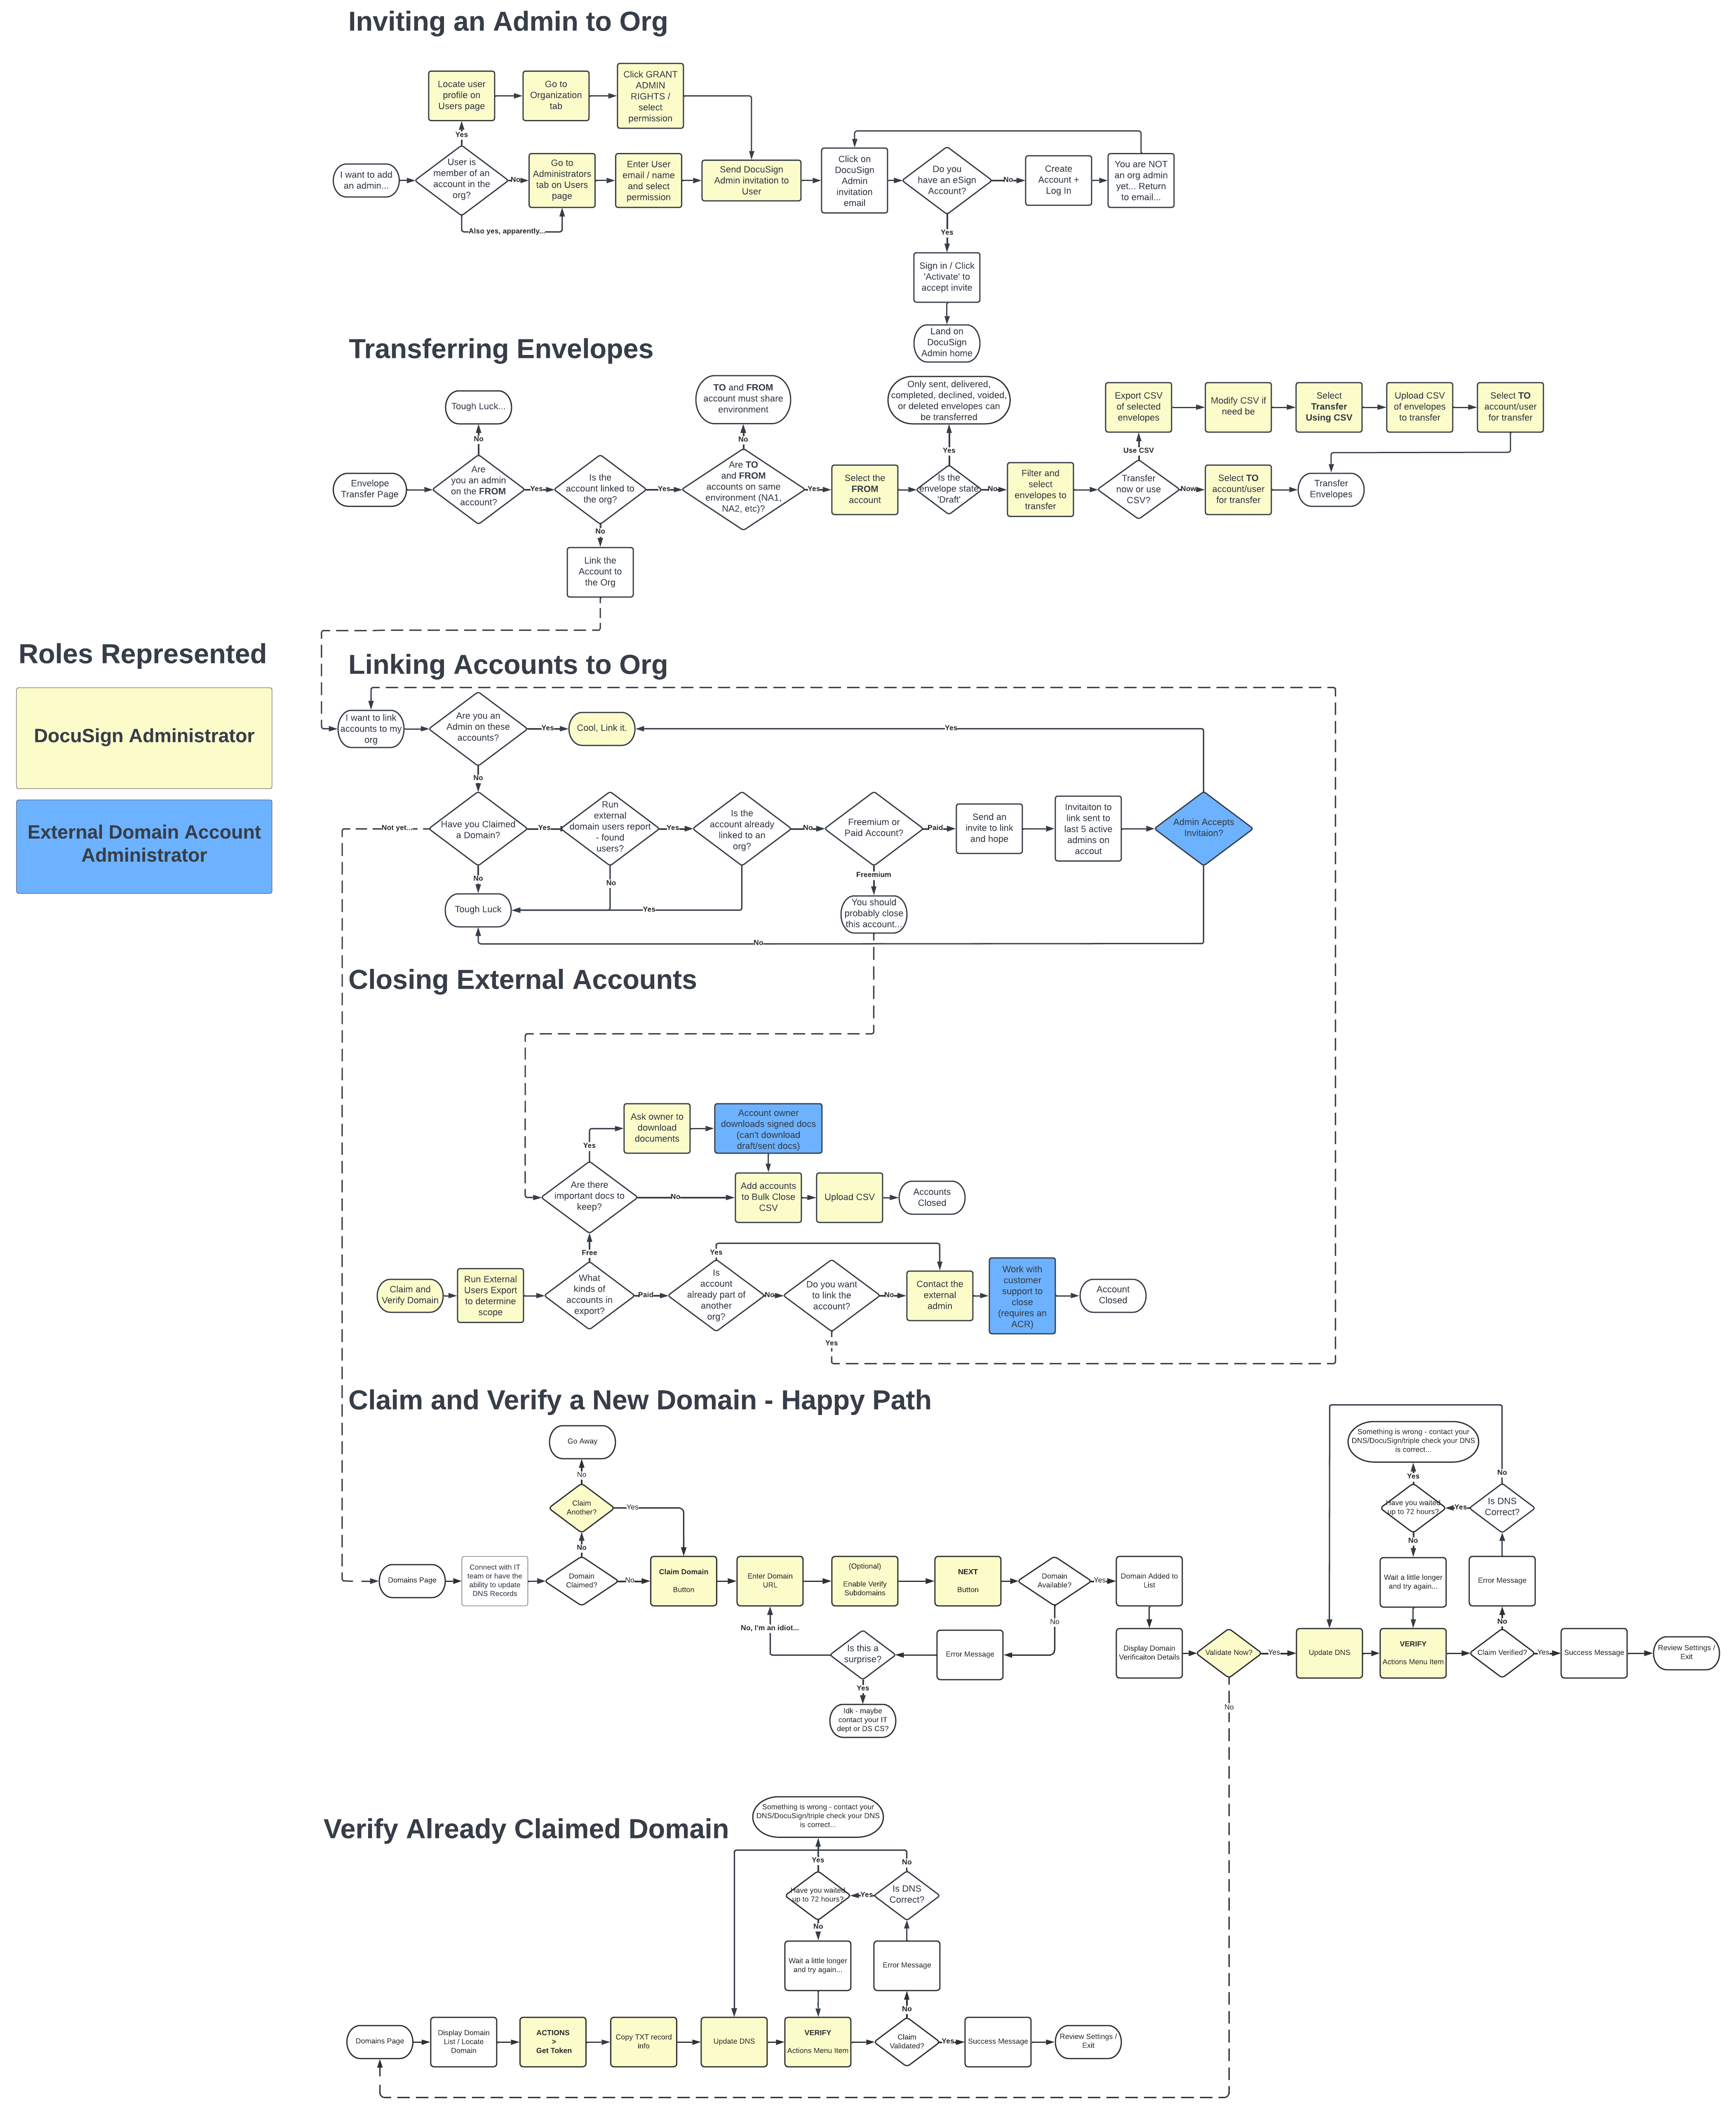 Inviting an Admin to Org
Locate user
profile on
Users page
Go to
Organization
tab
Click GRANT
ADMIN
RIGHTS /
select
permission
Yes
I want to add
an admin...
User is
member of an
account in the
org?
No
Go to
Administrators
tab on Users
page
Enter User
email / name
and select
permission
Send DocuSign
Admin invitation to
User
Click on
DocuSign
Admin
invitation
email
Do you
have an eSign
Account?
No
Create
Account +
Log In
You are NOT
an org admin
yet... Return
to email...
Also yes, apparently...
Yes
Sign in / Click
'Activate' to
accept invite
Land on
DocuSign
Admin home
Transferring Envelopes
Tough Luck...
TO and FROM
account must share
environment
Only sent, delivered,
completed, declined, voided,
or deleted envelopes can
be transferred
Export CSV
of selected
envelopes
Modify CSV if
need be
Select
Transfer
Using CSV
Upload CSV
of envelopes
to transfer
Select TO
account/user
for transfer
No
No
Yes
Use CSV
Envelope
Transfer Page
Are
you an admin
on the FROM
account?
Yes
Is the
account linked to
the org?
Yes
Are TO
and FROM
accounts on same
environment (NA1,
NA2, etc)?
Yes
Select the
FROM
account
Is the
envelope state
'Draft'
No
Filter and
select
envelopes to
transfer
Transfer
now or use
CSV?
Now
Select TO
account/user
for transfer
Transfer
Envelopes
No
Link the
Account to
the Org
Roles Represented
DocuSign Administrator
External Domain Account
Administrator
Linking Accounts to Org
I want to link
accounts to my
org
Are you an
Admin on these
accounts?
Yes
Cool, Link it.
Yes
No
Not yet...
Have you Claimed
a Domain?
Yes
Run
external
domain users report
- found
users?
Yes
Is the
account already
linked to an
org?
No
Freemium or
Paid Account?
Paid
Send an
invite to link
and hope
Invitaiton to
link sent to
last 5 active
admins on
accout
Admin Accepts
Invitaion?
No
No
Freemium
Tough Luck
Yes
You should
probably close
this account...
No
Closing External Accounts
Ask owner to
download
documents
Account owner
downloads signed docs
(can't download
draft/sent docs)
Yes
Are there
important docs to
keep?
No
Add accounts
to Bulk Close
CSV
Upload CSV
Accounts
Closed
Free
Yes
Claim and
Verify Domain
Run External
Users Export
to determine
scope
What
kinds of
accounts in
export?
Paid
Is
account
already part of
another
org?
No
Do you want
to link the
account?
No
Contact the
external
admin
Work with
customer
support to
close
(requires an
ACR)
Account
Closed
Yes
Claim and Verify a New Domain - Happy Path
Go Away
Something is wrong - contact your
DNS/DocuSign/triple check your DNS
is correct...
No
Yes
No
Claim
Another?
Yes
Have you waited
up to 72 hours?
Yes
Is DNS
Correct?
No
No
Domains Page
Connect with IT
team or have the
ability to update
DNS Records
Domain
Claimed?
No
Claim Domain
Button
Enter Domain
URL
(Optional)
Enable Verify
Subdomains
NEXT
Button
Domain
Available?
Yes
Domain Added to
List
Wait a little longer
and try again...
Error Message
No, I'm an idiot...
No
No
Is this a
surprise?
Error Message
Display Domain
Verificaiton Details
Validate Now?
Yes
Update DNS
VERIFY
Actions Menu Item
Claim Verified?
Yes
Success Message
Review Settings /
Exit
Yes
Idk - maybe
contact your IT
dept or DS CS?
No
Verify Already Claimed Domain
Something is wrong - contact your
DNS/DocuSign/triple check your DNS
is correct...
Yes
No
Have you waited
up to 72 hours?
Yes
Is DNS
Correct?
No
Wait a little longer
and try again...
Error Message
No
Domains Page
Display Domain
List / Locate
Domain
ACTIONS
>
Get Token
Copy TXT record
info
Update DNS
VERIFY
Actions Menu Item
Claim
Validated?
Yes
Success Message
Review Settings /
Exit